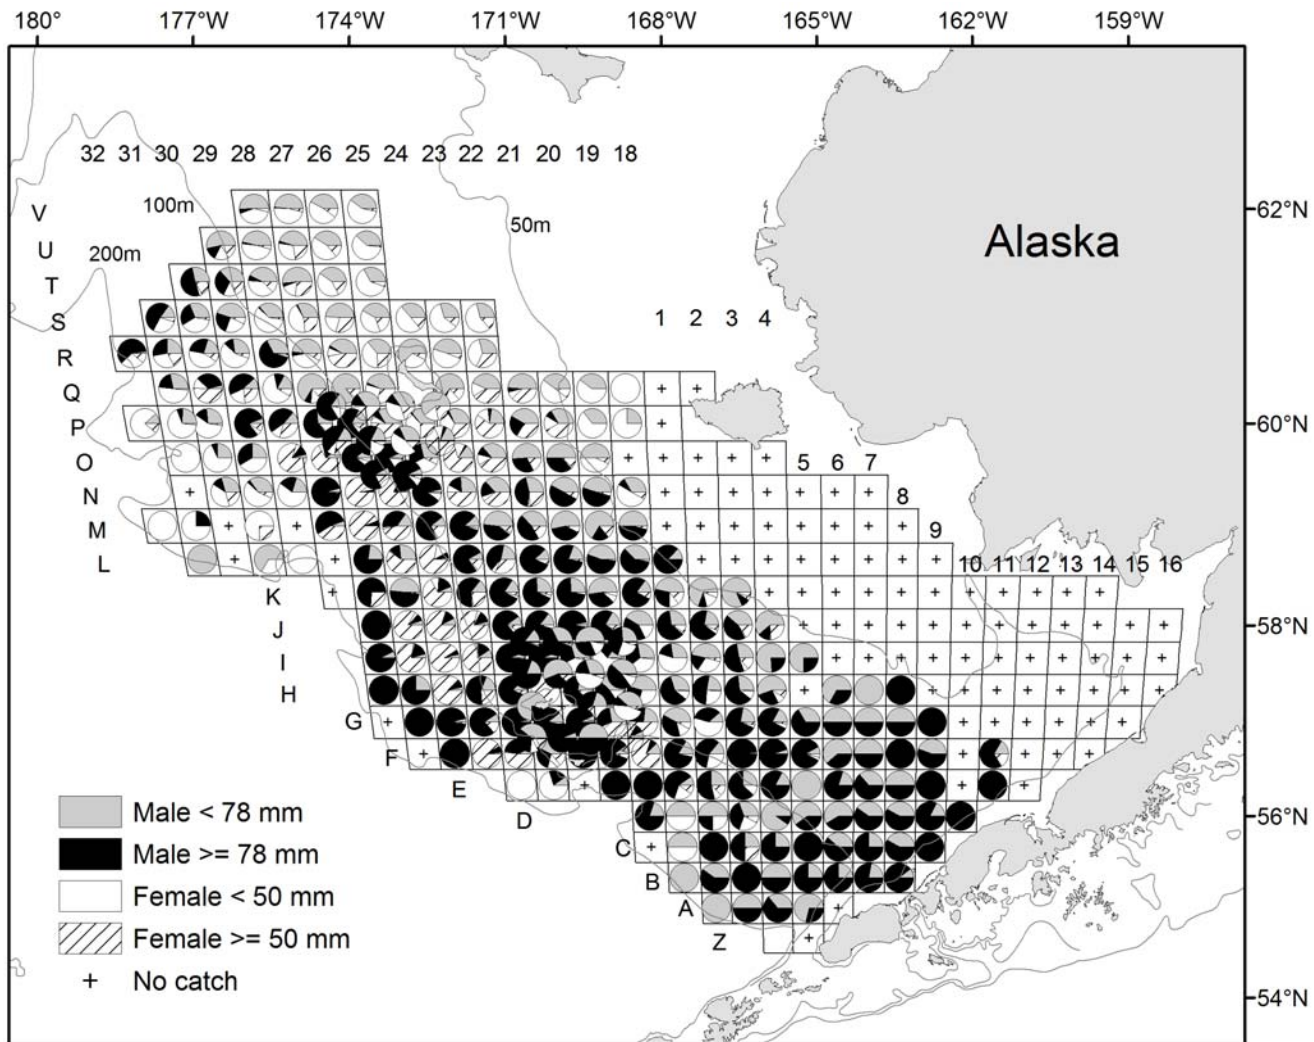 180° 177°W 174°W 171°W 168°W 165°W 162°W 159°W
32 31 30 29 28 27 26 25 24 23 22 21 20 19 18
V 100m 50m 62°N
U 200m Alaska
T
S 1 2 3 4
R
Q
P 60°N
O 5 6 7
N 8
M 9
L 10 11 12 13 14 15 16
K
J 58°N
I
H
G
F
E
D 56°N
C
B
A
Z
54°N
Male < 78 mm
Male >= 78 mm
Female < 50 mm
Female >= 50 mm
+ No catch